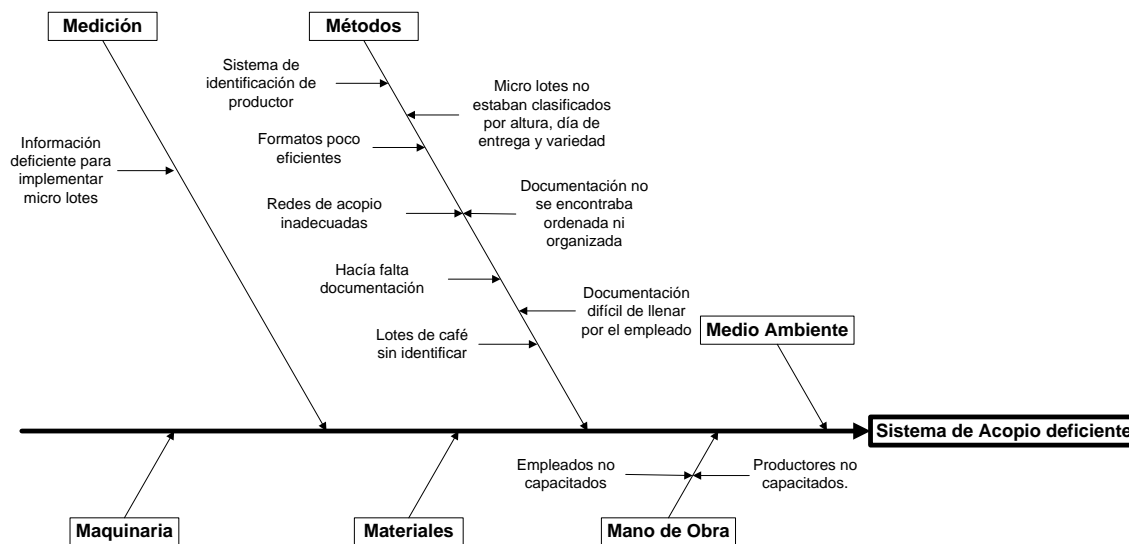 Medición
Métodos
Sistema de
identificación de
productor
Micro lotes no
estaban clasificados
por altura, día de
entrega y variedad
Formatos poco
eficientes
Información
deficiente para
implementar
micro lotes
Redes de acopio
inadecuadas
Documentación no
se encontraba
ordenada ni
organizada
Hacía falta
documentación
Documentación
difícil de llenar
por el empleado
Lotes de café
sin identificar
Medio Ambiente
Sistema de Acopio deficiente
Empleados no
capacitados
Productores no
capacitados.
Maquinaria
Materiales
Mano de Obra